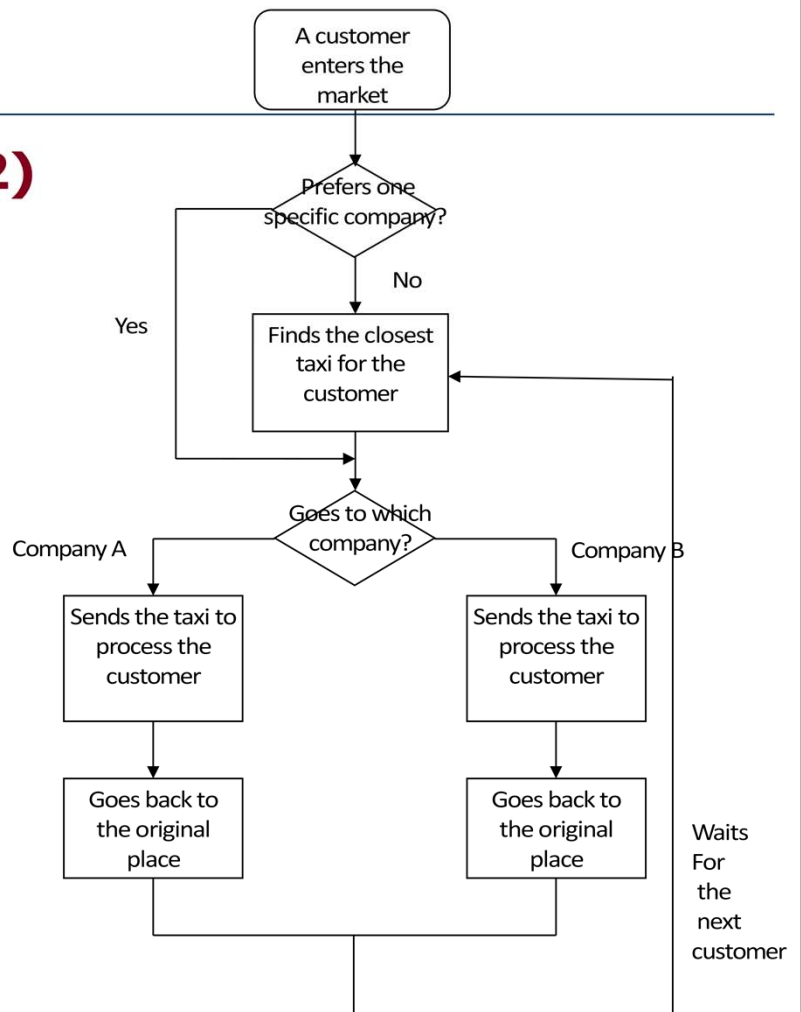 A customer
enters the
market
2)
Prefers one
specific company?
No
Yes
Finds the closest
taxi for the
customer
Goes to which
company?
Company A
Company B
Sends the taxi to
process the
customer
Sends the taxi to
process the
customer
Goes back to
the original
place
Goes back to
the original
place
Waits
For
the
next
customer